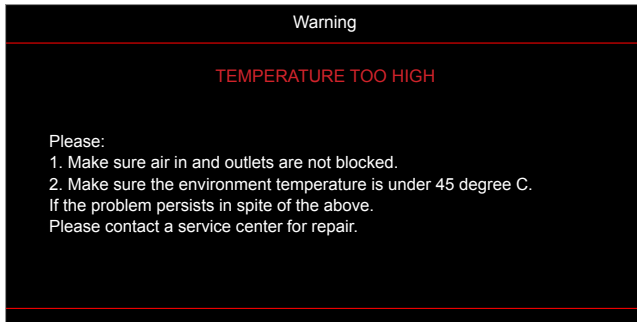 Warning
TEMPERATURE TOO HIGH
Please:
1. Make sure air in and outlets are not blocked.
2. Make sure the environment temperature is under 45 degree C.
If the problem persists in spite of the above.
Please contact a service center for repair.